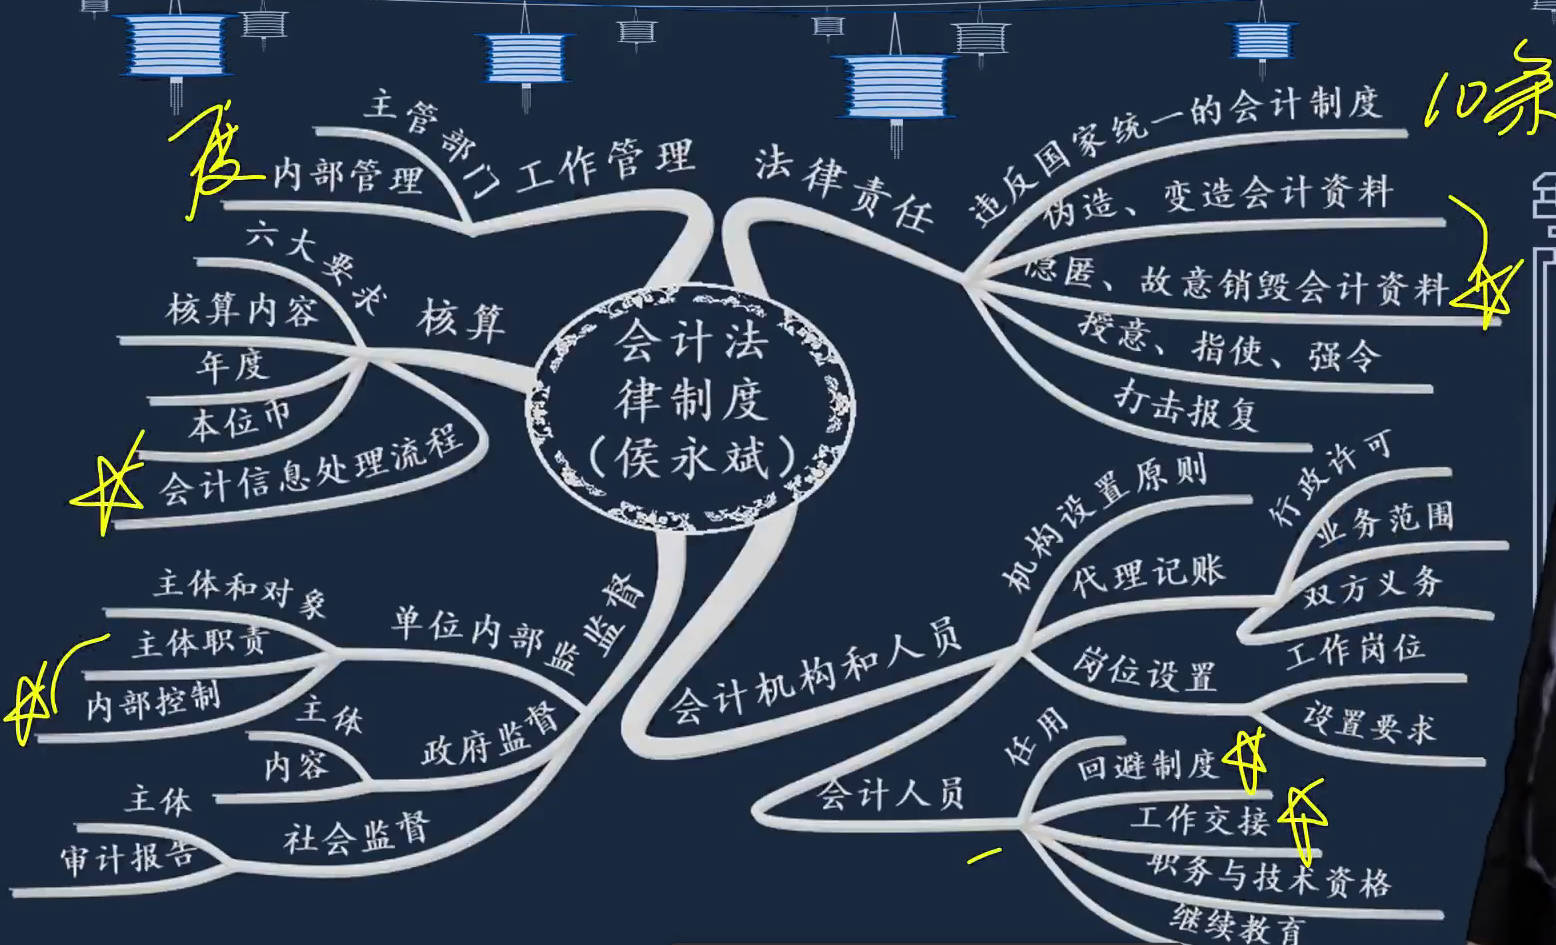 会计法
律制度
（侯永斌）
工作管理
主管部门
内部管理
核算
六大要求
核算内容
年度
本位币
会计信息处理流程
监督
单位内部监督
主体和对象
主体职责
内部控制
政府监督
主体
内容
社会监督
主体
审计报告
法律责任
违反国家统一的会计制度
10条
伪造、变造会计资料
隐匿、故意销毁会计资料
授意、指使、强令
打击报复
会计机构和人员
机构设置原则
代理记账
行政许可
业务范围
双方义务
岗位设置
工作岗位
设置要求
会计人员
任用
回避制度
工作交接
职务与技术资格
继续教育